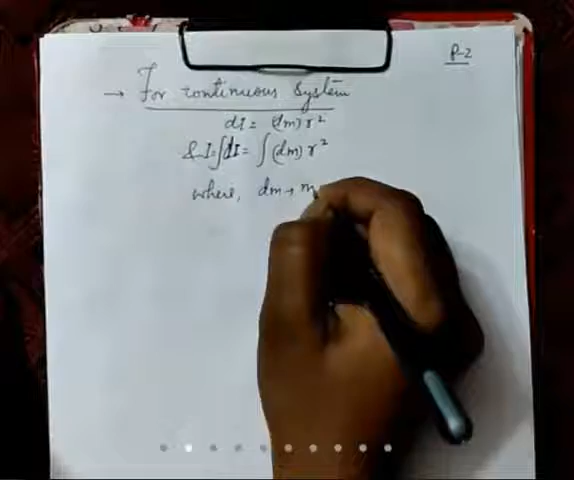 P-2
→ For continuous system
dI = (dm) r²
& I = ∫dI = ∫(dm) r²
where, dm → m